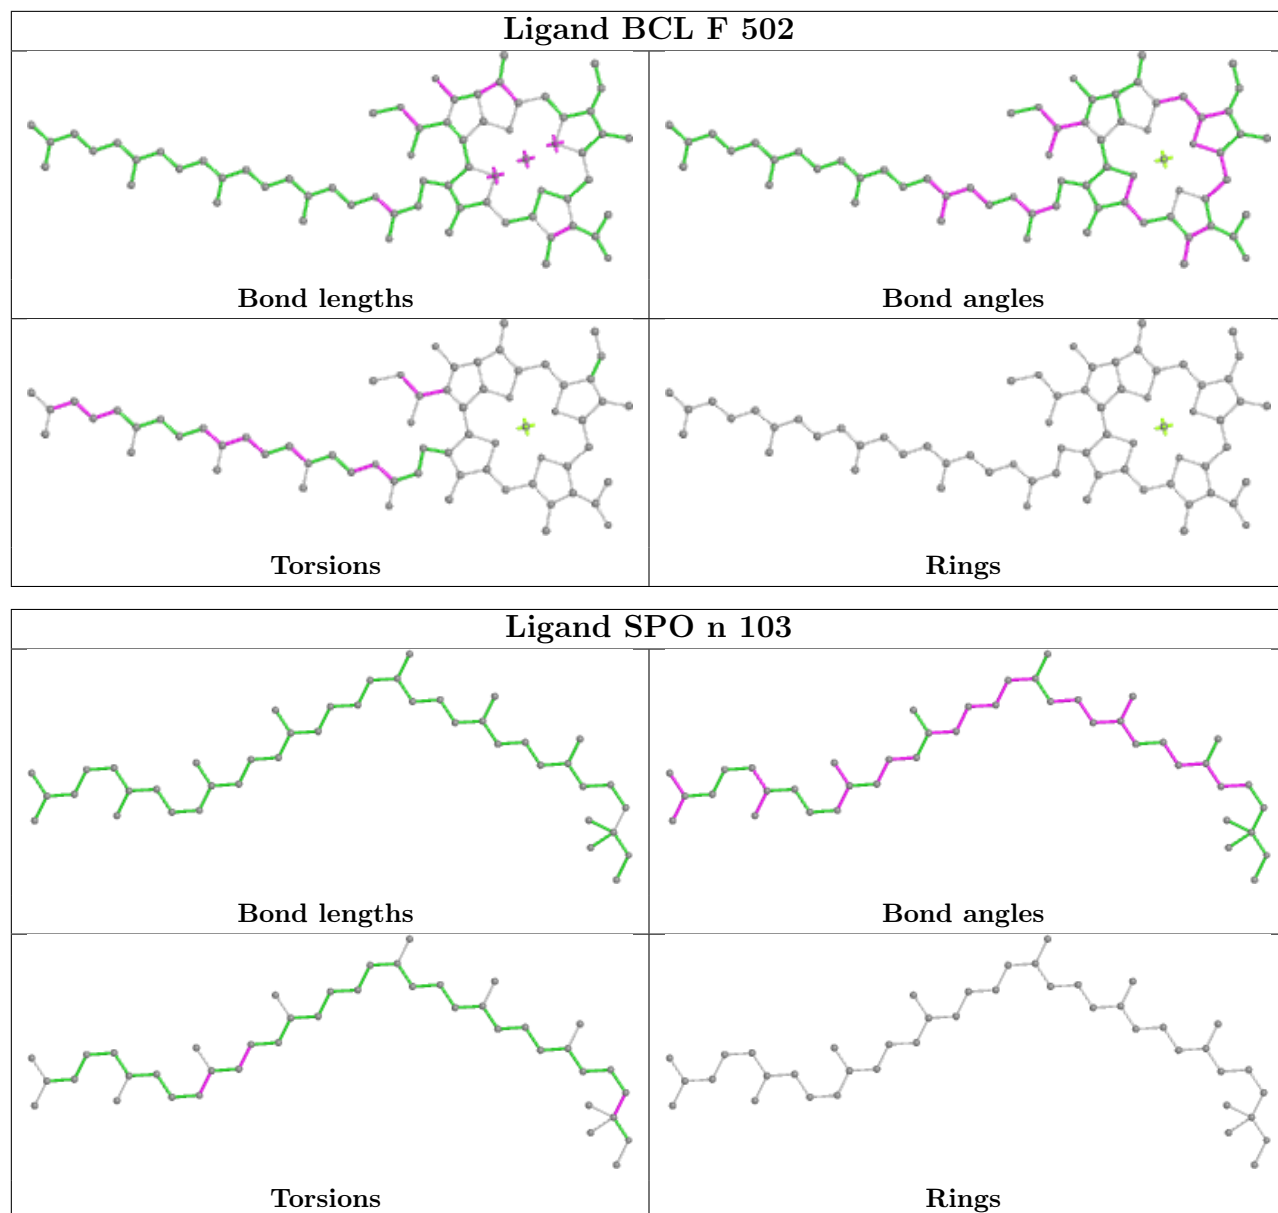 Ligand BCL F 502
Bond lengths
Bond angles
Torsions
Rings
Ligand SPO n 103
Bond lengths
Bond angles
Torsions
Rings